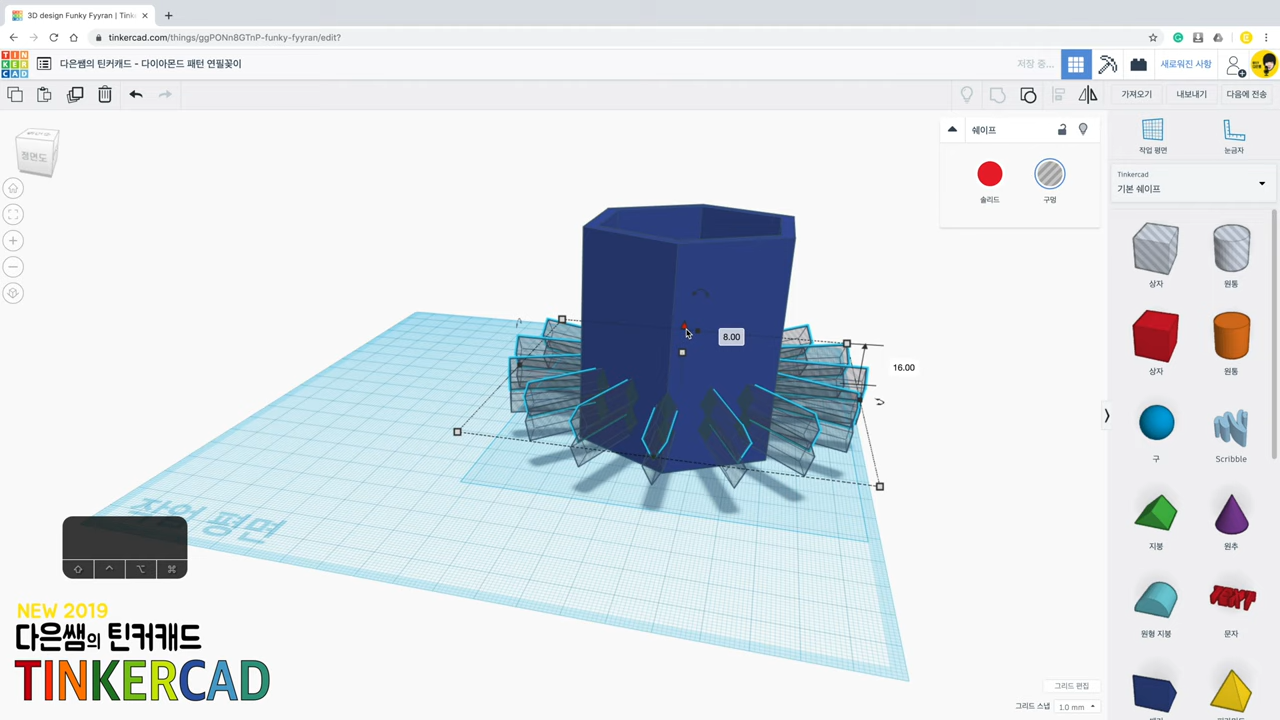 3D design Funky Fyyran | Tink
tinkercad.com/things/ggPONn8GTnP-funky-fyyran/edit?
TIN
KER
CAD
다은쌤의 틴커캐드 - 다이아몬드 패턴 연필꽂이
저장 중...
새로워진 사항
가져오기
내보내기
다음에 전송
정면도
쉐이프
솔리드
구멍
작업 평면
눈금자
Tinkercad
기본 쉐이프
상자
원통
상자
원통
구
Scribble
지붕
원추
원형 지붕
TEXT
문자
8.00
16.00
작업 평면
NEW 2019
다은쌤의 틴커캐드
TINKERCAD
그리드 편집
그리드 스냅
1.0 mm